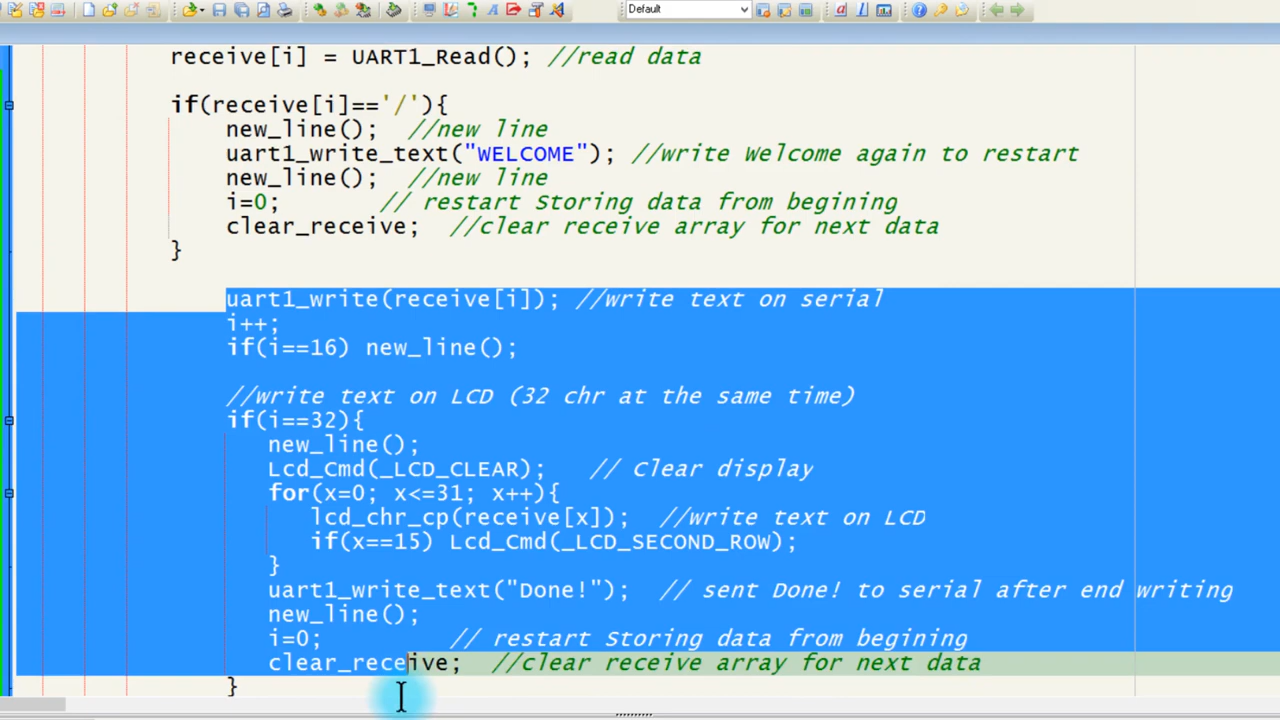 Default
receive[i] = UART1_Read(); //read data
if(receive[i]=='/'){
new_line(); //new line
uart1_write_text("WELCOME"); //write Welcome again to restart
new_line(); //new line
i=0; // restart Storing data from begining
clear_receive; //clear receive array for next data
}
uart1_write(receive[i]); //write text on serial
i++;
if(i==16) new_line();
//write text on LCD (32 chr at the same time)
if(i==32){
new_line();
Lcd_Cmd(_LCD_CLEAR); // Clear display
for(x=0; x<=31; x++){
lcd_chr_cp(receive[x]); //write text on LCD
if(x==15) Lcd_Cmd(_LCD_SECOND_ROW);
}
uart1_write_text("Done!"); // sent Done! to serial after end writing
new_line();
i=0; // restart Storing data from begining
clear_receive; //clear receive array for next data
}